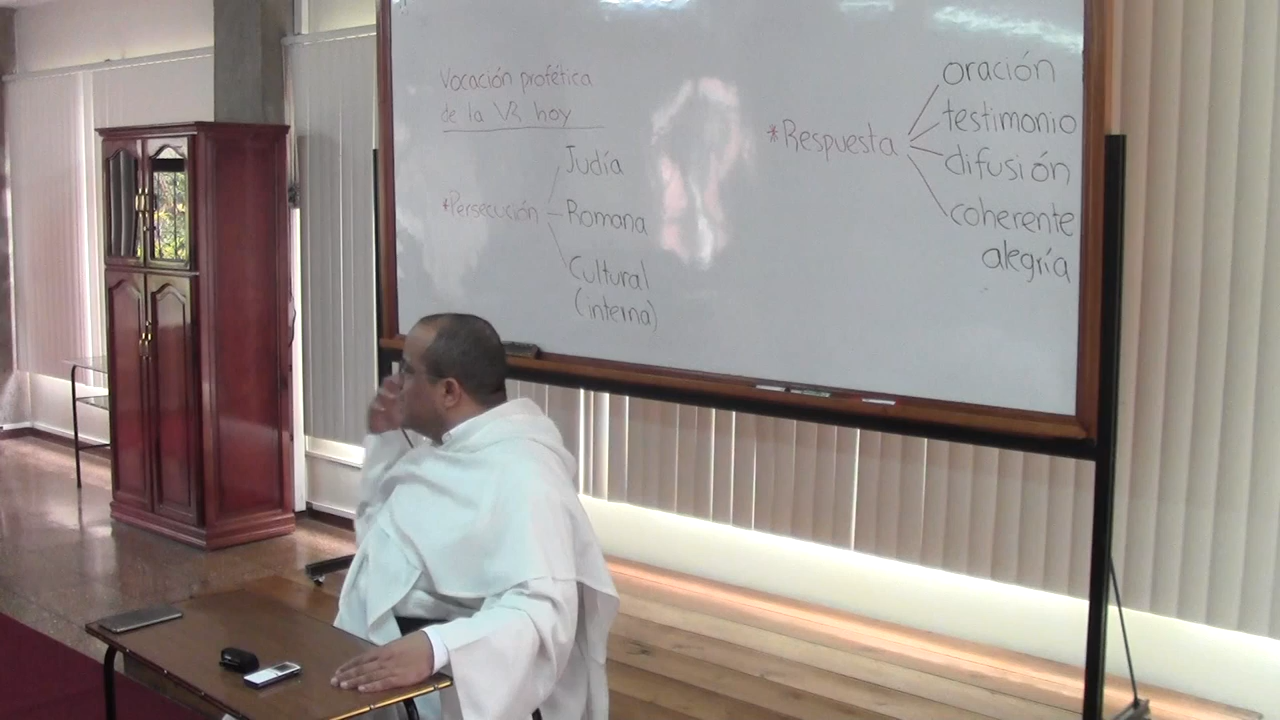 Vocación profética
de la VR hoy
*Persecución
Judía
Romana
Cultural
(interna)
*Respuesta
oración
testimonio
difusión
coherente
alegría